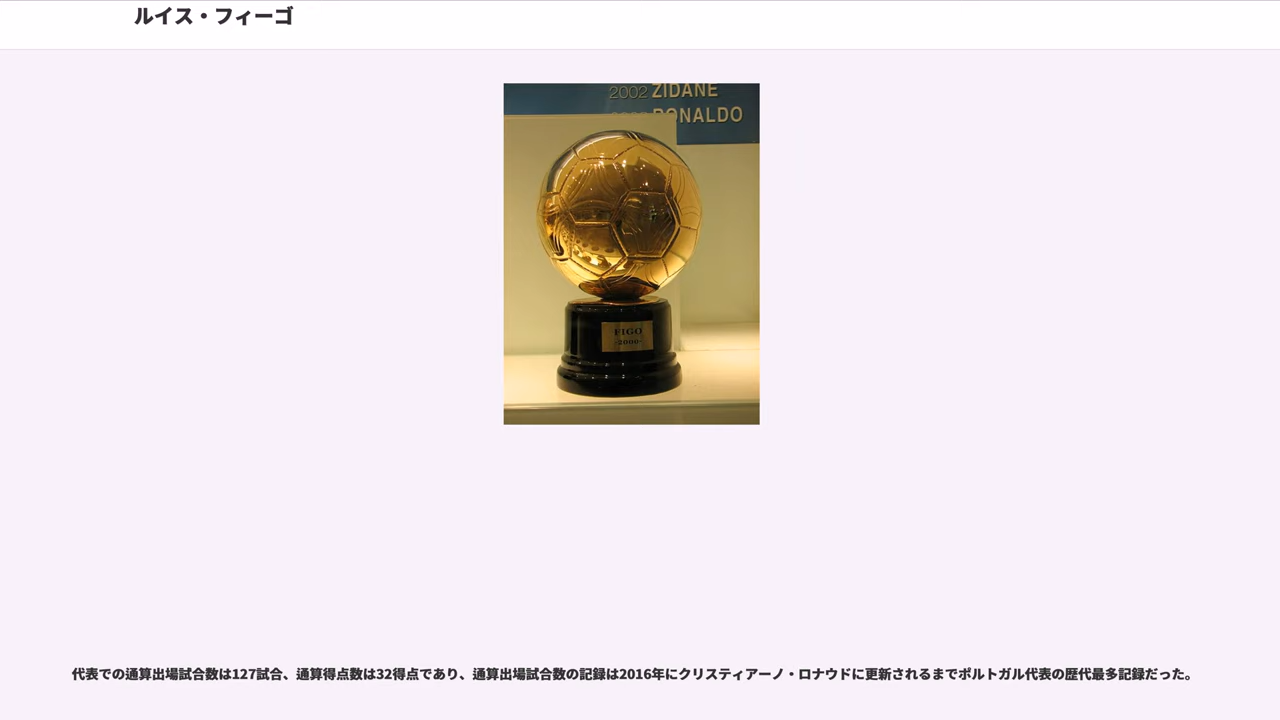 ルイス・フィーゴ
2002 ZIDANE
RONALDO
FIGO
-2000-
代表での通算出場試合数は127試合、通算得点数は32得点であり、通算出場試合数の記録は2016年にクリスティアーノ・ロナウドに更新されるまでポルトガル代表の歴代最多記録だった。